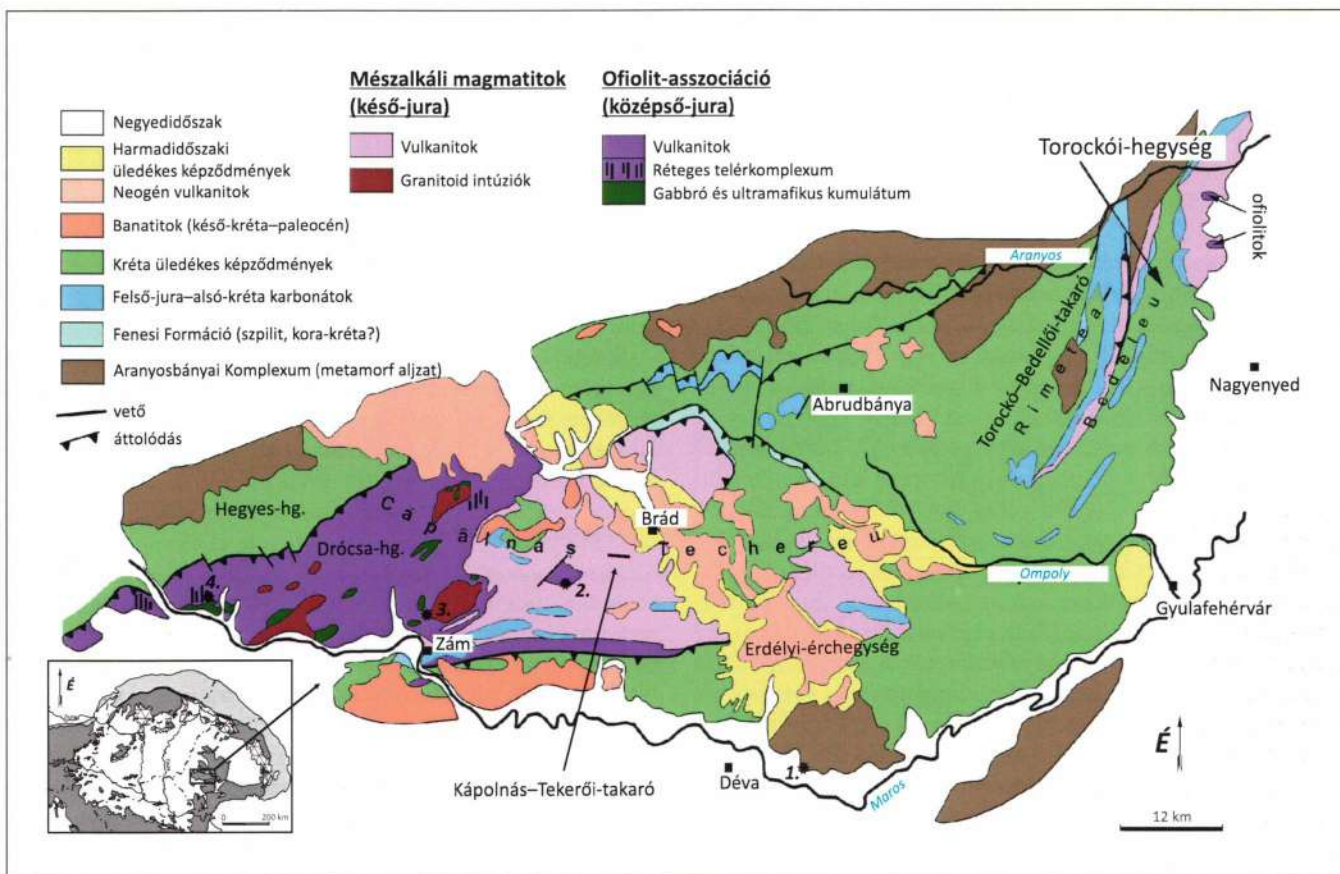 Negyedidőszak
Harmadidőszaki
üledékes képződmények
Neogén vulkanitok
Banatitok (késő-kréta–paleocén)
Kréta üledékes képződmények
Felső-jura–alsó-kréta karbonátok
Fenesi Formáció (szpilit, kora-kréta?)
Aranyosbányai Komplexum (metamorf aljzat)
vető
áttolódás
Mészalkáli magmatitok
(késő-jura)
Vulkanitok
Granitoid intúziók
Ofiolit-asszociáció
(középső-jura)
Vulkanitok
Réteges telérkomplexum
Gabbró és ultramafikus kumulátum
Torockói-hegység
ofiolitok
Aranyos
Torockó–Bedellői-takaró
Rimetea
Bedeleu
Nagyenyed
Abrudbánya
Hegyes-hg.
Drócsa-hg.
Căpâlnaș Techereu
Brád
Ompoly
Gyulafehérvár
4.
3.
2.
Zám
Erdélyi-érchegység
Kápolnás–Tekerői-takaró
Déva
1.
Maros
É
12 km
É
0 200 km